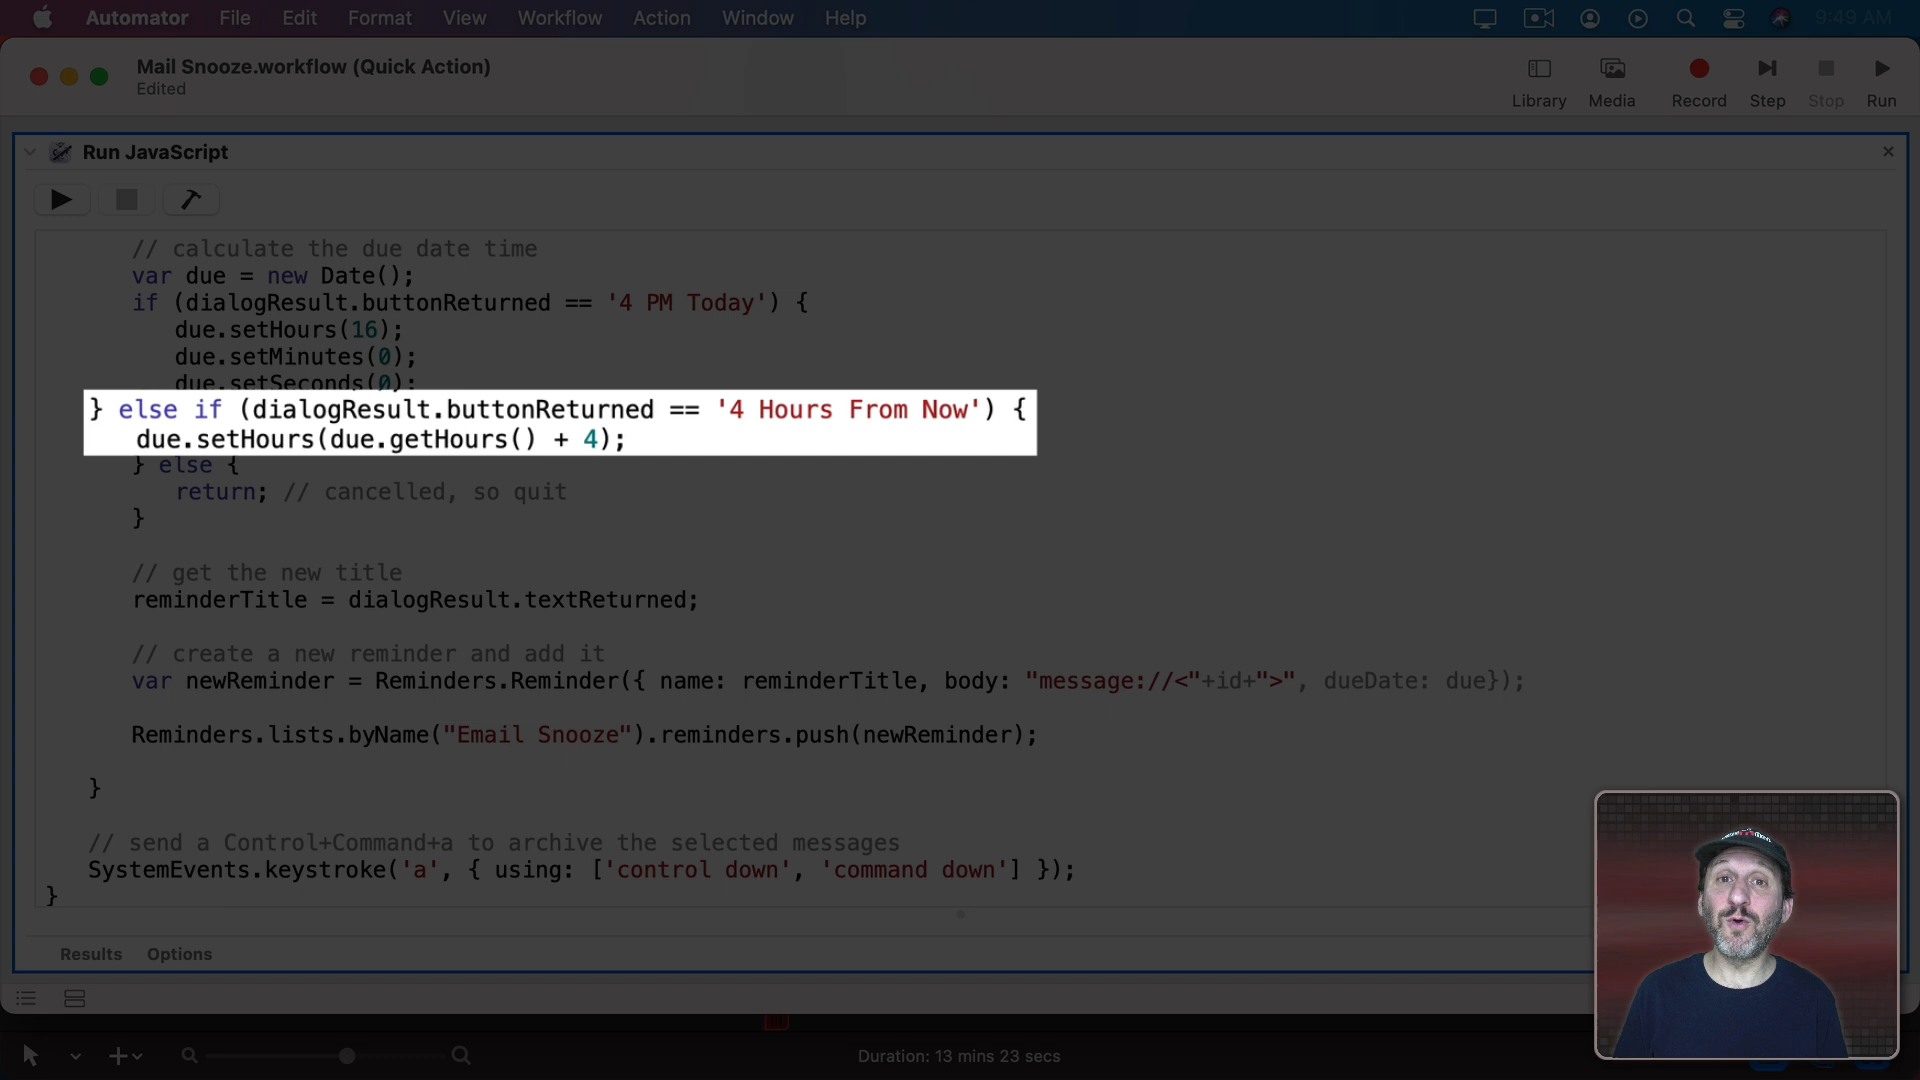 Automator File Edit Format View Workflow Action Window Help 9:49 AM
Mail Snooze.workflow (Quick Action)
Edited
Library Media Record Step Stop Run
Run JavaScript
// calculate the due date time
var due = new Date();
if (dialogResult.buttonReturned == '4 PM Today') {
due.setHours(16);
due.setMinutes(0);
due.setSeconds(0);
} else if (dialogResult.buttonReturned == '4 Hours From Now') {
due.setHours(due.getHours() + 4);
} else {
return; // cancelled, so quit
}
// get the new title
reminderTitle = dialogResult.textReturned;
// create a new reminder and add it
var newReminder = Reminders.Reminder({ name: reminderTitle, body: "message://<"+id+">", dueDate: due});
Reminders.lists.byName("Email Snooze").reminders.push(newReminder);
}
// send a Control+Command+a to archive the selected messages
SystemEvents.keystroke('a', { using: ['control down', 'command down'] });
}
Results Options
Duration: 13 mins 23 secs